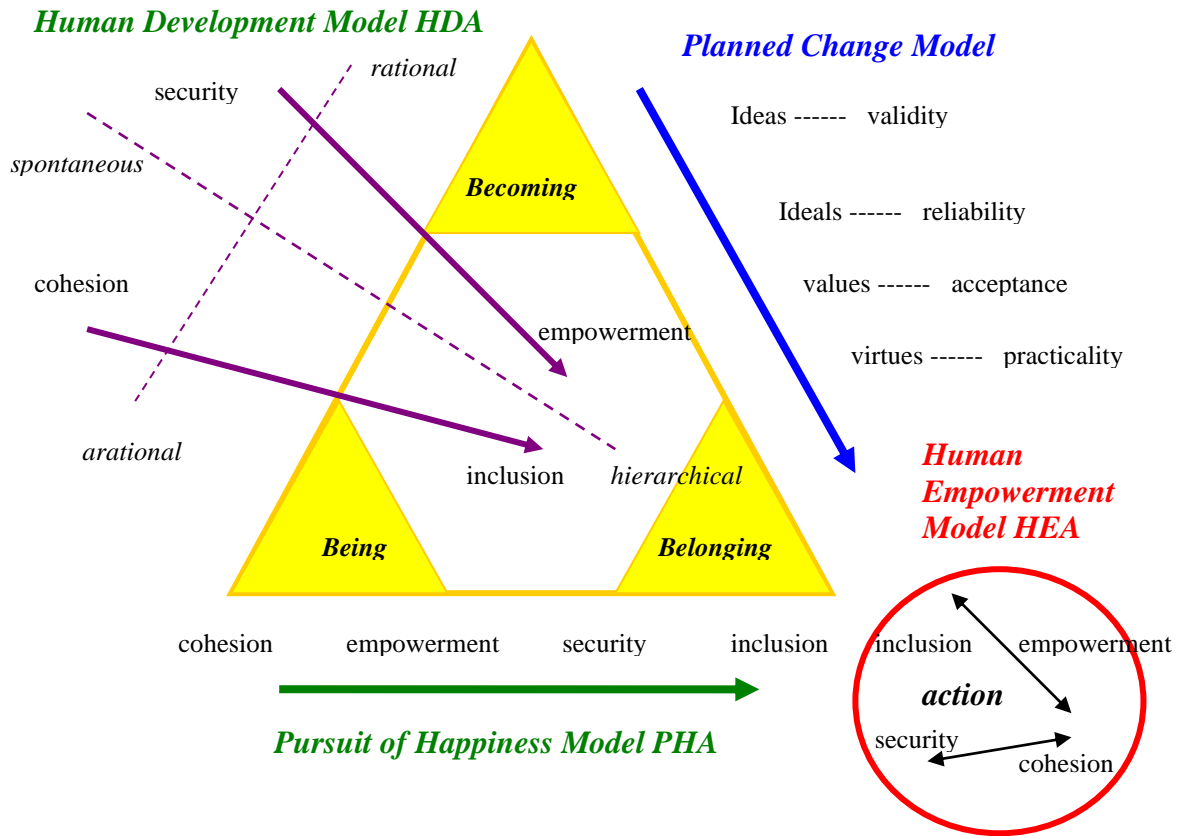 Human Development Model HDA
Planned Change Model
rational
security
Ideas ------ validity
spontaneous
Becoming
Ideals ------ reliability
cohesion
values ------ acceptance
empowerment
virtues ------ practicality
arational
inclusion
hierarchical
Human
Empowerment
Model HEA
Being
Belonging
cohesion empowerment security inclusion
inclusion empowerment
action
security
cohesion
Pursuit of Happiness Model PHA